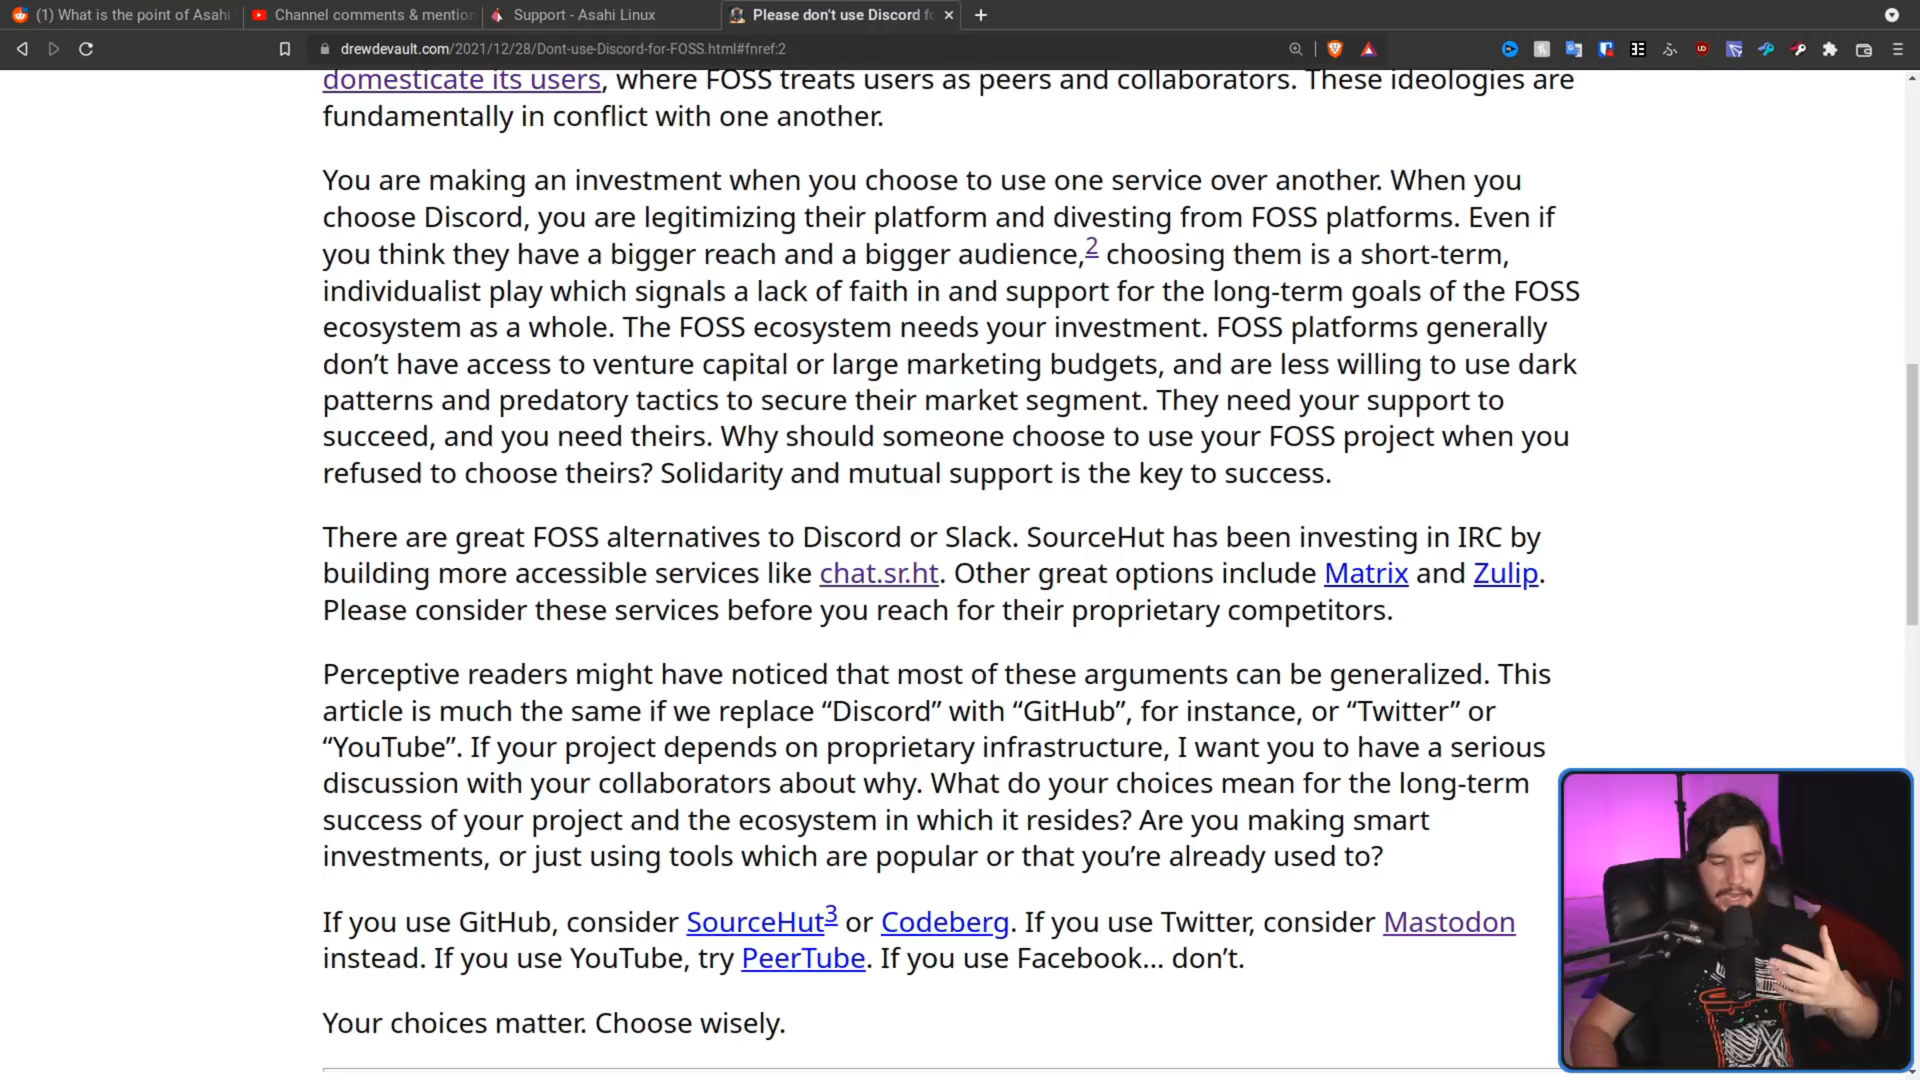 (1) What is the point of Asahi
Channel comments & mention
Support - Asahi Linux
Please don't use Discord fo
drewdevault.com/2021/12/28/Dont-use-Discord-for-FOSS.html#fnref:2
domesticate its users, where FOSS treats users as peers and collaborators. These ideologies are
fundamentally in conflict with one another.
You are making an investment when you choose to use one service over another. When you
choose Discord, you are legitimizing their platform and divesting from FOSS platforms. Even if
you think they have a bigger reach and a bigger audience,2 choosing them is a short-term,
individualist play which signals a lack of faith in and support for the long-term goals of the FOSS
ecosystem as a whole. The FOSS ecosystem needs your investment. FOSS platforms generally
don’t have access to venture capital or large marketing budgets, and are less willing to use dark
patterns and predatory tactics to secure their market segment. They need your support to
succeed, and you need theirs. Why should someone choose to use your FOSS project when you
refused to choose theirs? Solidarity and mutual support is the key to success.
There are great FOSS alternatives to Discord or Slack. SourceHut has been investing in IRC by
building more accessible services like chat.sr.ht. Other great options include Matrix and Zulip.
Please consider these services before you reach for their proprietary competitors.
Perceptive readers might have noticed that most of these arguments can be generalized. This
article is much the same if we replace “Discord” with “GitHub”, for instance, or “Twitter” or
“YouTube”. If your project depends on proprietary infrastructure, I want you to have a serious
discussion with your collaborators about why. What do your choices mean for the long-term
success of your project and the ecosystem in which it resides? Are you making smart
investments, or just using tools which are popular or that you’re already used to?
If you use GitHub, consider SourceHut3 or Codeberg. If you use Twitter, consider Mastodon
instead. If you use YouTube, try PeerTube. If you use Facebook… don’t.
Your choices matter. Choose wisely.